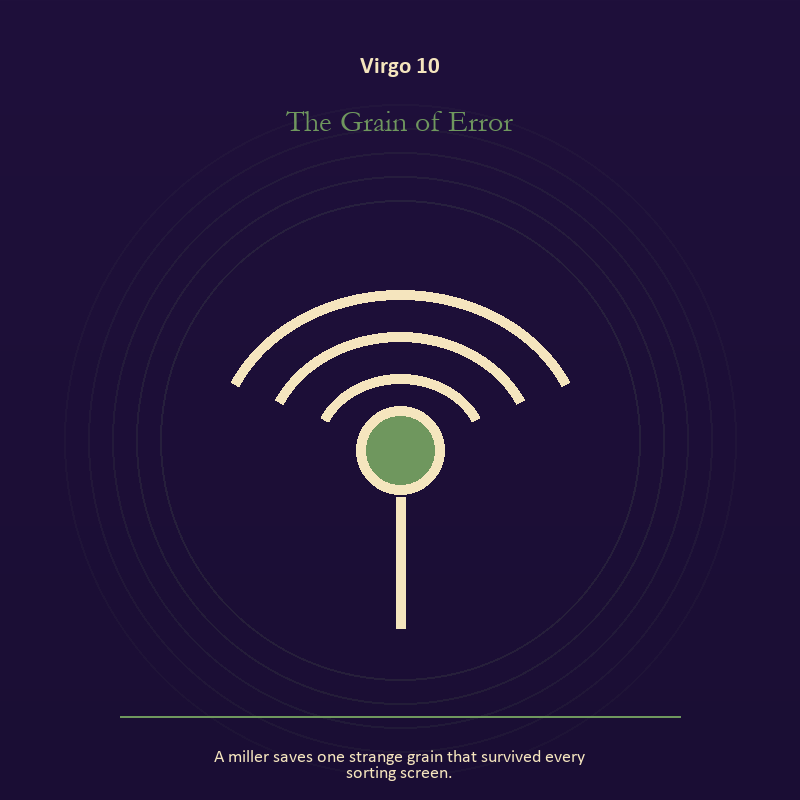 Virgo 10
The Grain of Error
A miller saves one strange grain that survived every
sorting screen.